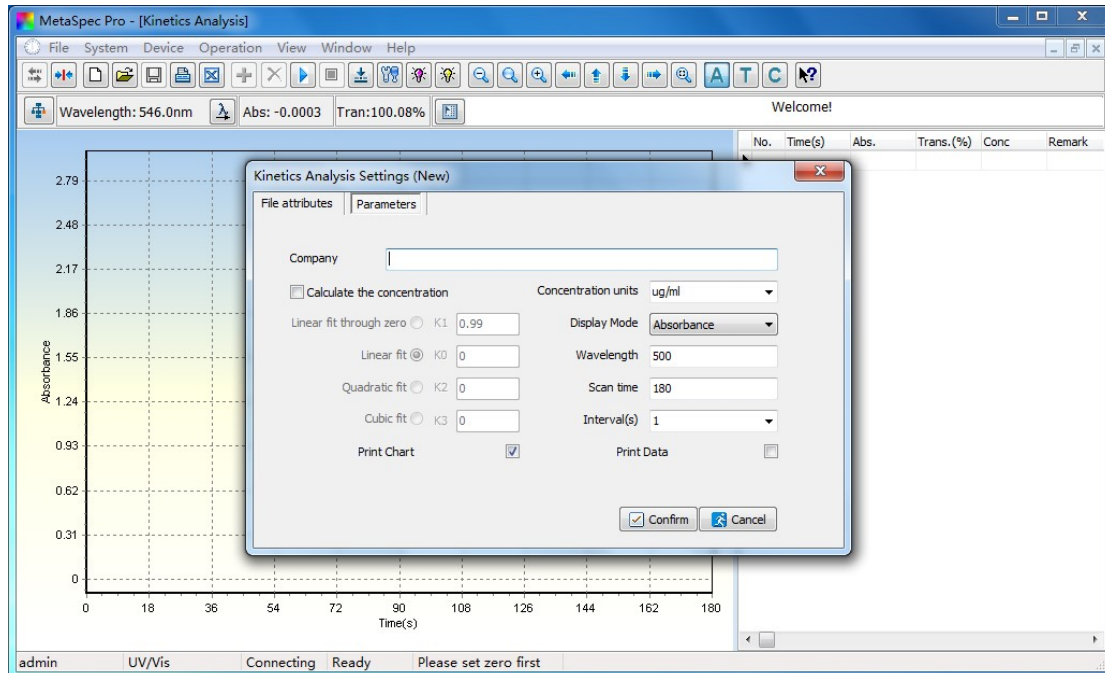 MetaSpec Pro - [Kinetics Analysis]
File System Device Operation View Window Help
A T C
Wavelength: 546.0nm λ Abs: -0.0003 Tran:100.08% Welcome!
No. Time(s) Abs. Trans.(%) Conc Remark
Kinetics Analysis Settings (New)
File attributes Parameters
Company
Calculate the concentration Concentration units ug/ml
Linear fit through zero K1 0.99 Display Mode Absorbance
Linear fit K0 0 Wavelength 500
Quadratic fit K2 0 Scan time 180
Cubic fit K3 0 Interval(s) 1
Print Chart Print Data
Confirm Cancel
Absorbance
2.79
2.48
2.17
1.86
1.55
1.24
0.93
0.62
0.31
0
0 18 36 54 72 90 108 126 144 162 180
Time(s)
admin UV/Vis Connecting Ready Please set zero first